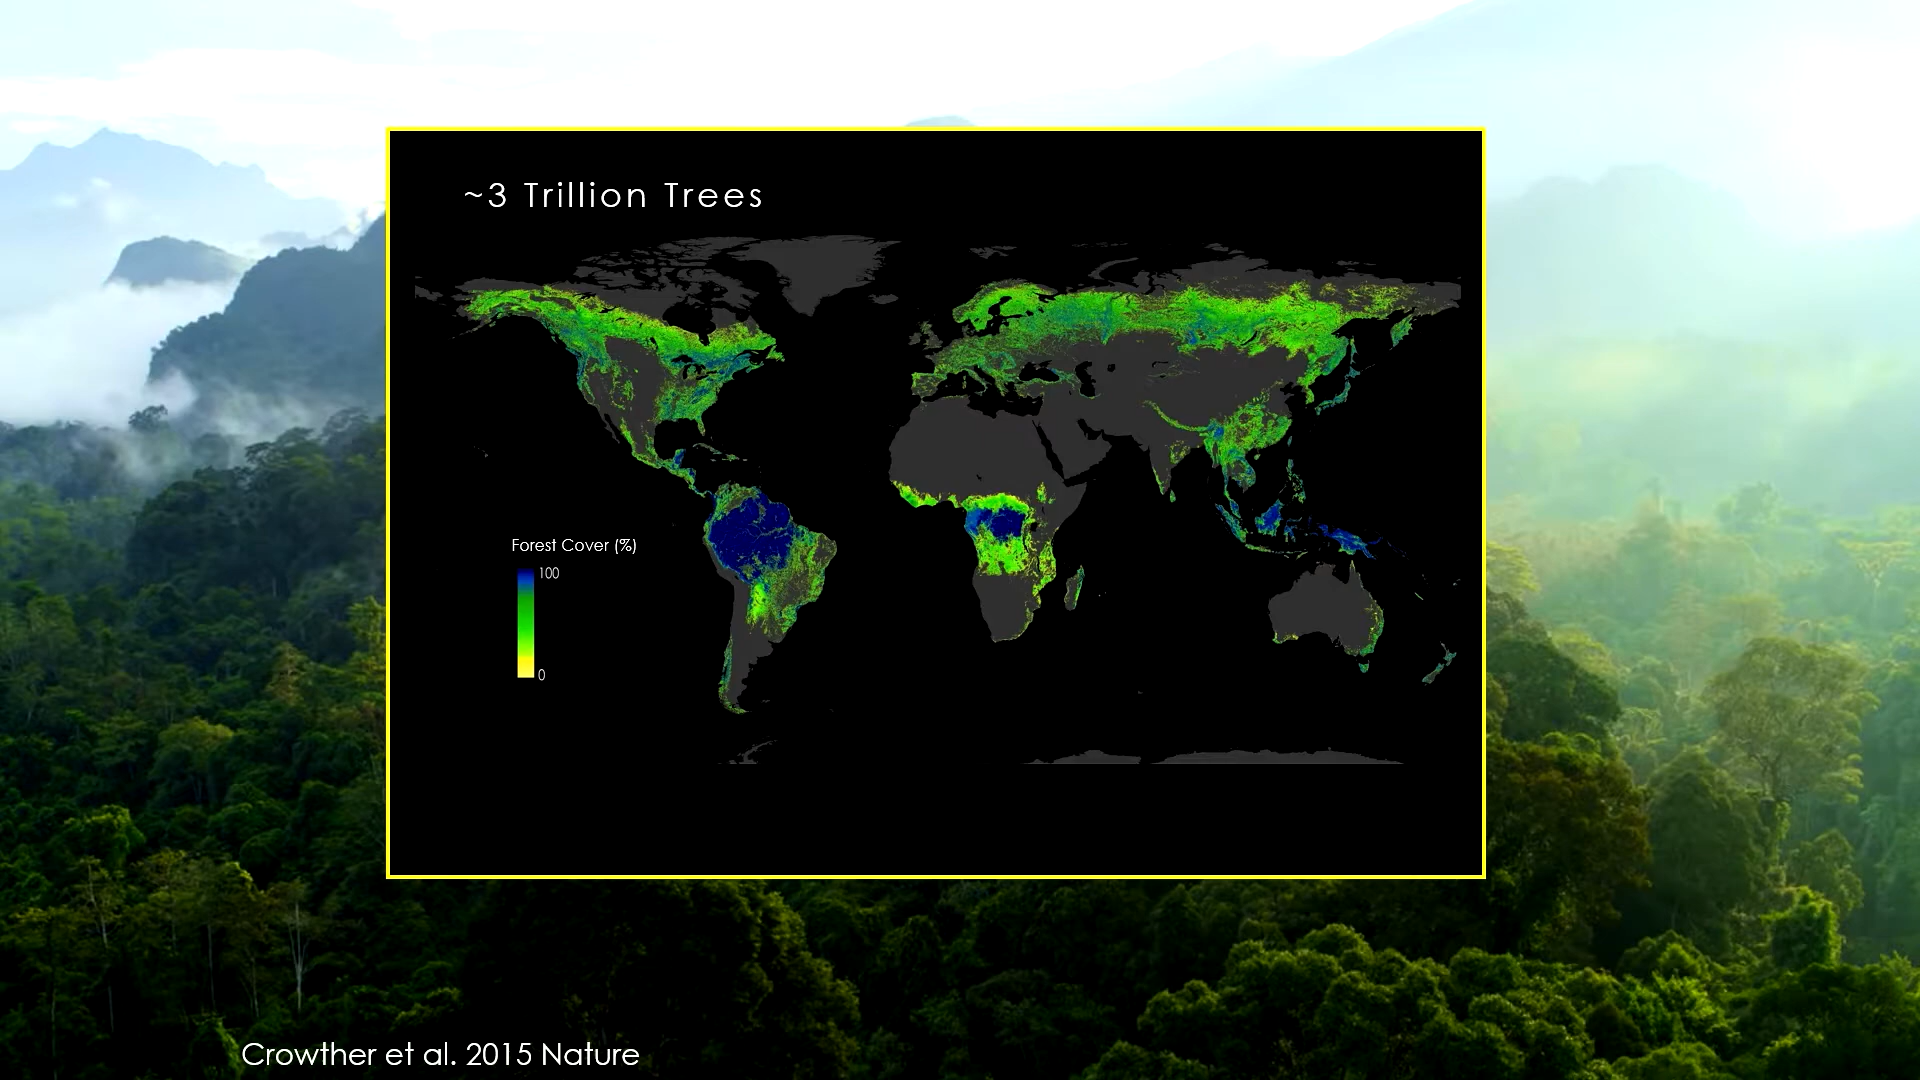 ~3 Trillion Trees
Forest Cover (%)
100
0
Crowther et al. 2015 Nature